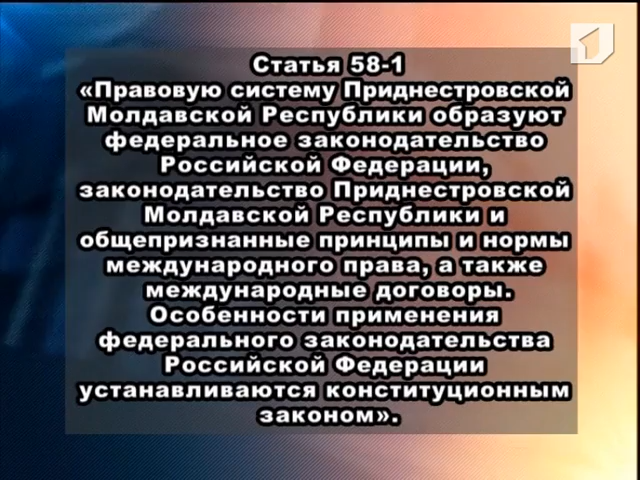 Статья 58-1
«Правовую систему Приднестровской
Молдавской Республики образуют
федеральное законодательство
Российской Федерации,
законодательство Приднестровской
Молдавской Республики и
общепризнанные принципы и нормы
международного права, а также
международные договоры.
Особенности применения
федерального законодательства
Российской Федерации
устанавливаются конституционным
законом».